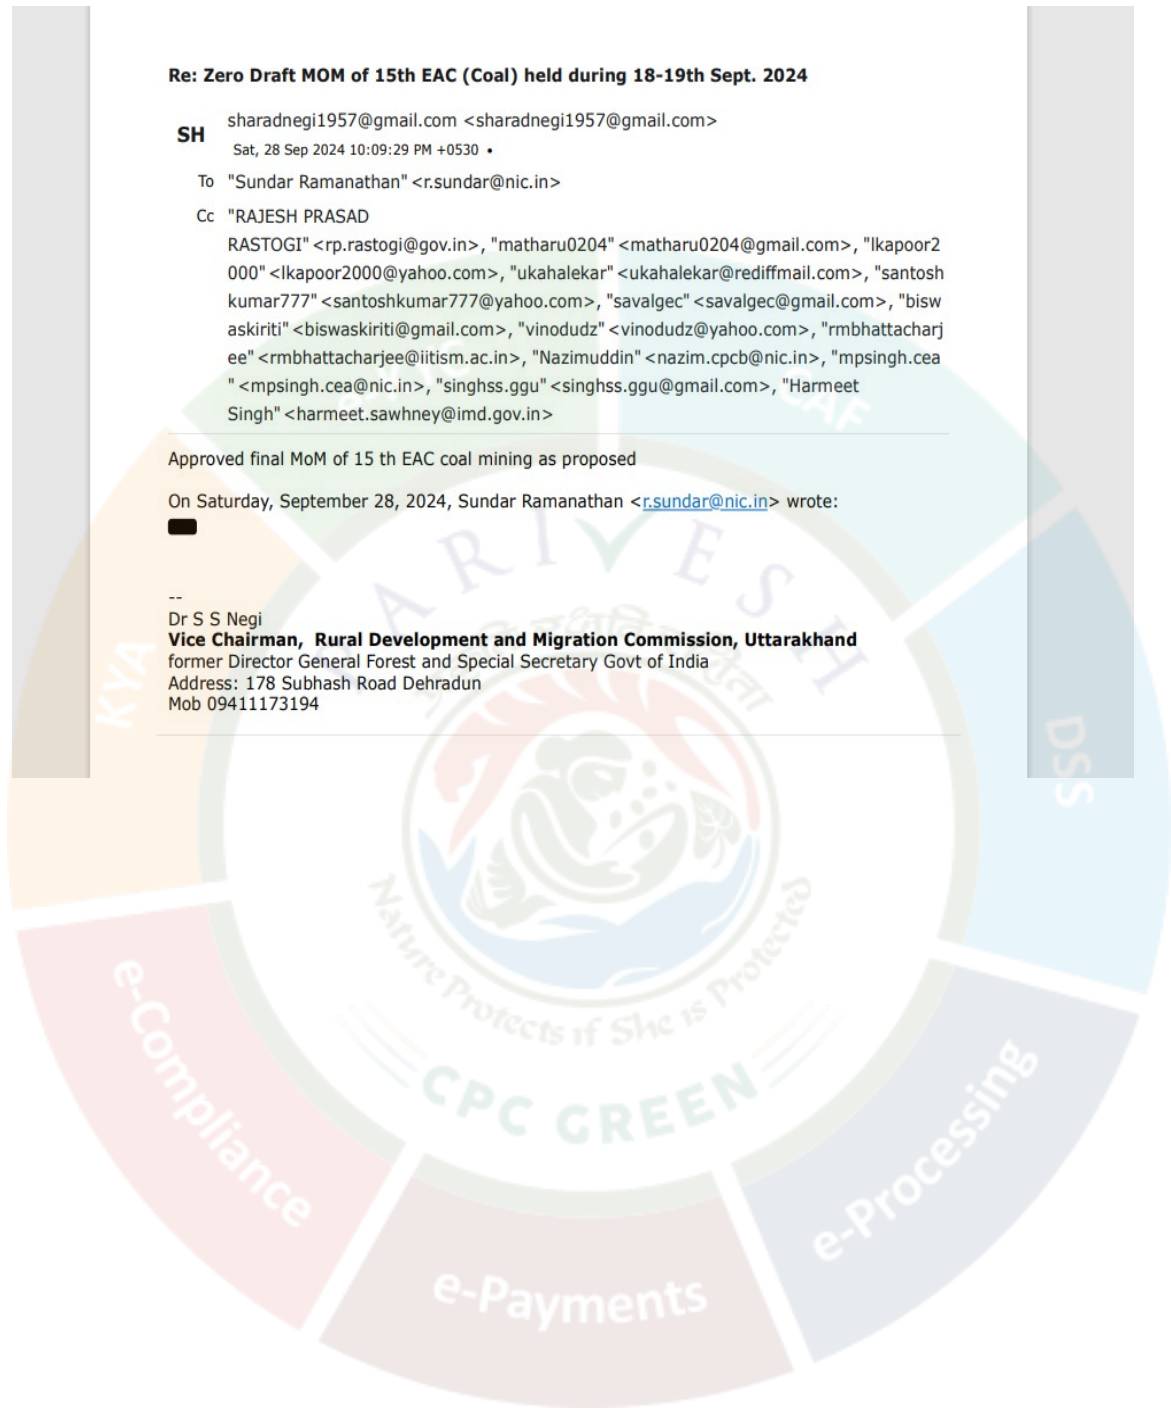 Re: Zero Draft MOM of 15th EAC (Coal) held during 18-19th Sept. 2024
SH
sharadnegi1957@gmail.com <sharadnegi1957@gmail.com>
Sat, 28 Sep 2024 10:09:29 PM +0530 •
To "Sundar Ramanathan" <r.sundar@nic.in>
Cc "RAJESH PRASAD
RASTOGI" <rp.rastogi@gov.in>, "matharu0204" <matharu0204@gmail.com>, "lkapoor2
000" <lkapoor2000@yahoo.com>, "ukahalekar" <ukahalekar@rediffmail.com>, "santosh
kumar777" <santoshkumar777@yahoo.com>, "savalgec" <savalgec@gmail.com>, "bisw
askiriti" <biswaskiriti@gmail.com>, "vinodudz" <vinodudz@yahoo.com>, "rmbhattacharj
ee" <rmbhattacharjee@iitism.ac.in>, "Nazimuddin" <nazim.cpcb@nic.in>, "mpsingh.cea
" <mpsingh.cea@nic.in>, "singhss.ggu" <singhss.ggu@gmail.com>, "Harmeet
Singh" <harmeet.sawhney@imd.gov.in>
Approved final MoM of 15 th EAC coal mining as proposed
On Saturday, September 28, 2024, Sundar Ramanathan <r.sundar@nic.in> wrote:
--
Dr S S Negi
Vice Chairman, Rural Development and Migration Commission, Uttarakhand
former Director General Forest and Special Secretary Govt of India
Address: 178 Subhash Road Dehradun
Mob 09411173194
e-KYC
CAF
KYA
DSS
PARIVESH
Nature Protects if She is Protected
CPC GREEN
e-Compliance
e-Processing
e-Payments